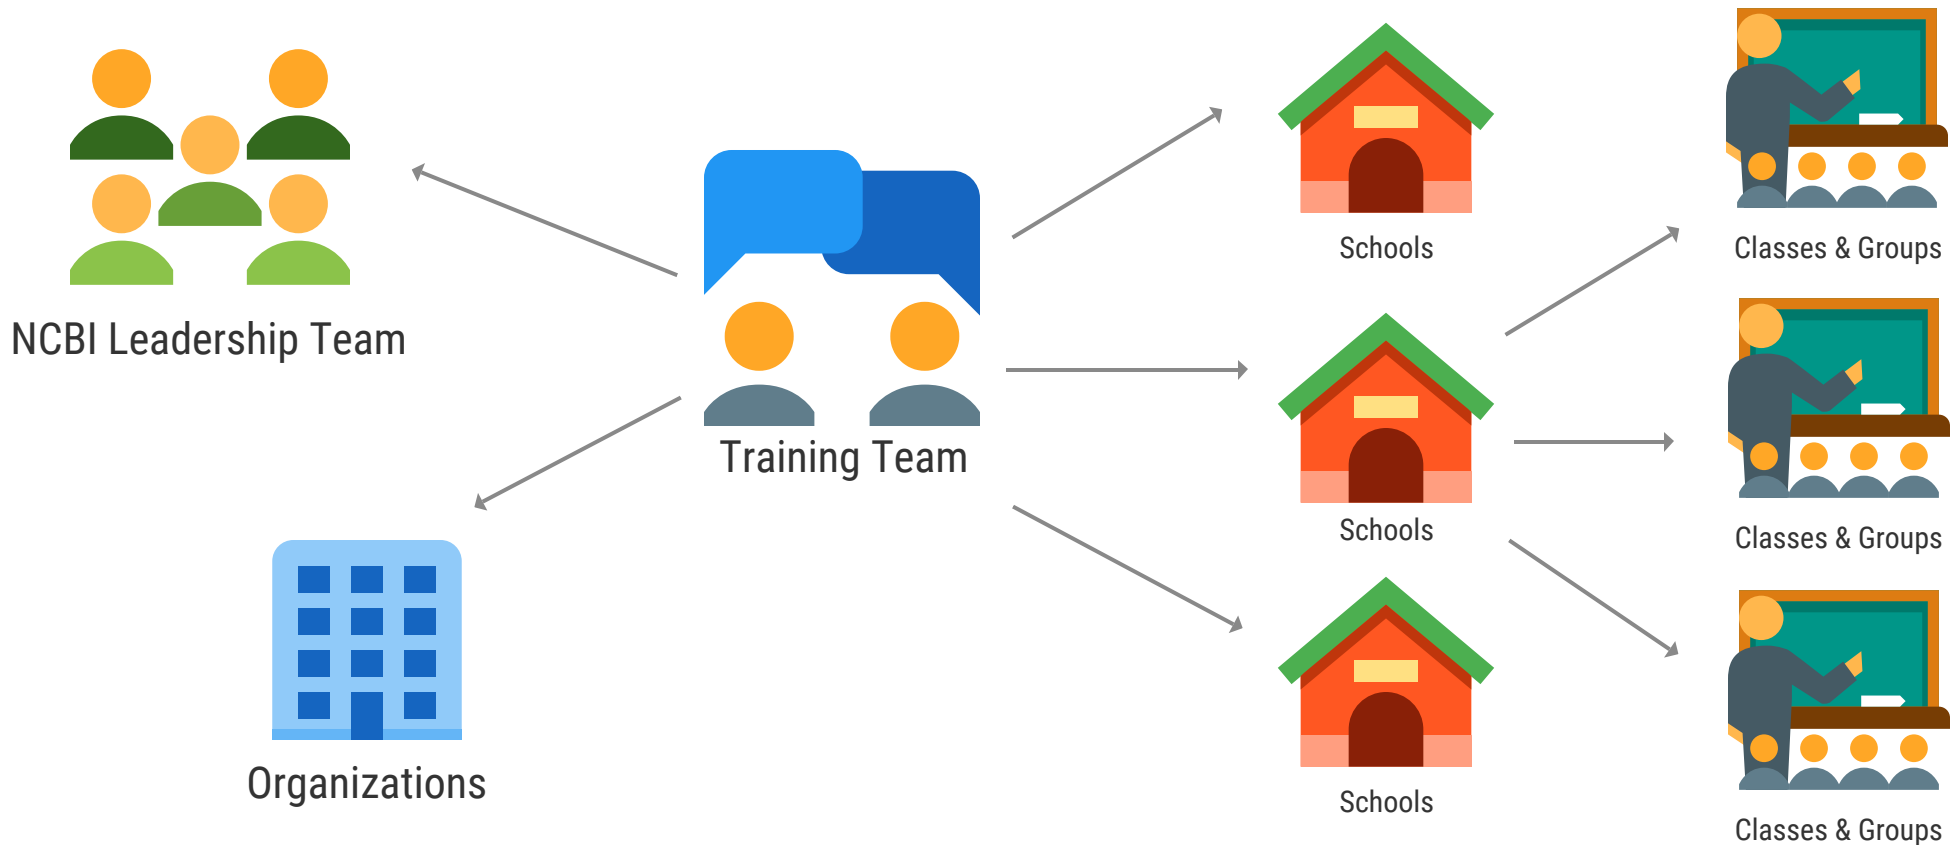 NCBI Leadership Team
Organizations
Training Team
Schools
Schools
Schools
Classes & Groups
Classes & Groups
Classes & Groups